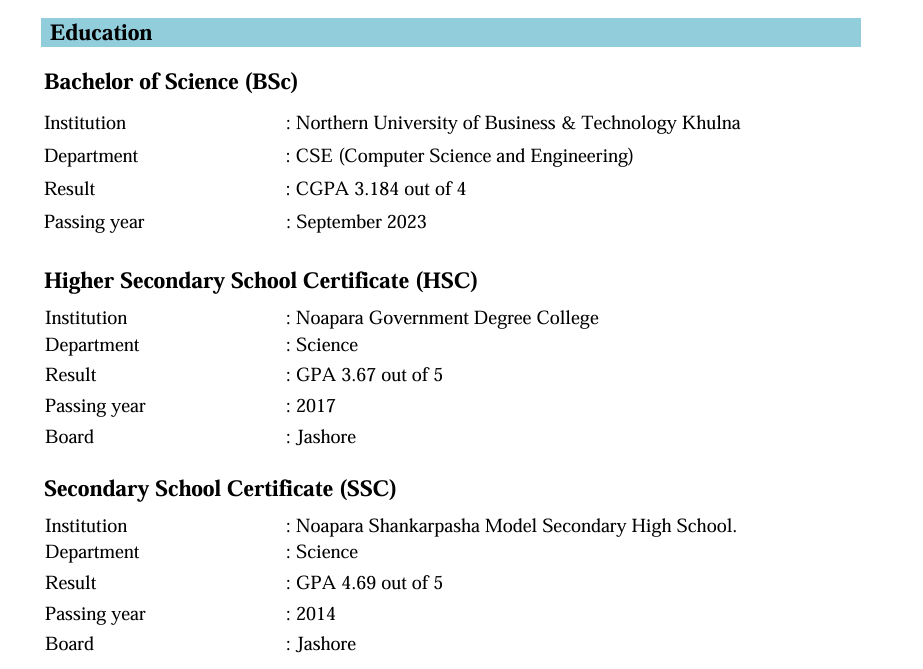 Education
Bachelor of Science (BSc)
Institution : Northern University of Business & Technology Khulna
Department : CSE (Computer Science and Engineering)
Result : CGPA 3.184 out of 4
Passing year : September 2023
Higher Secondary School Certificate (HSC)
Institution : Noapara Government Degree College
Department : Science
Result : GPA 3.67 out of 5
Passing year : 2017
Board : Jashore
Secondary School Certificate (SSC)
Institution : Noapara Shankarpasha Model Secondary High School.
Department : Science
Result : GPA 4.69 out of 5
Passing year : 2014
Board : Jashore